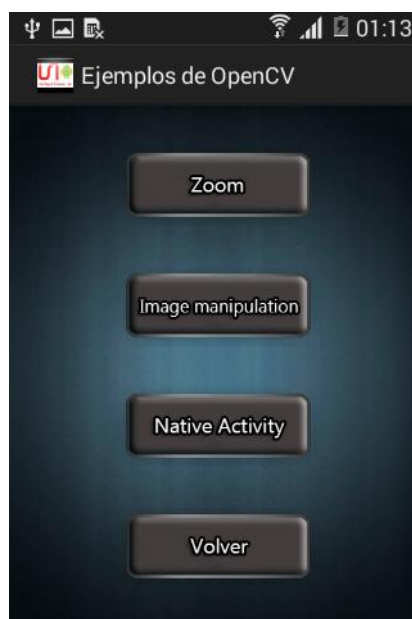 01:13
Ejemplos de OpenCV
Zoom
Image manipulation
Native Activity
Volver